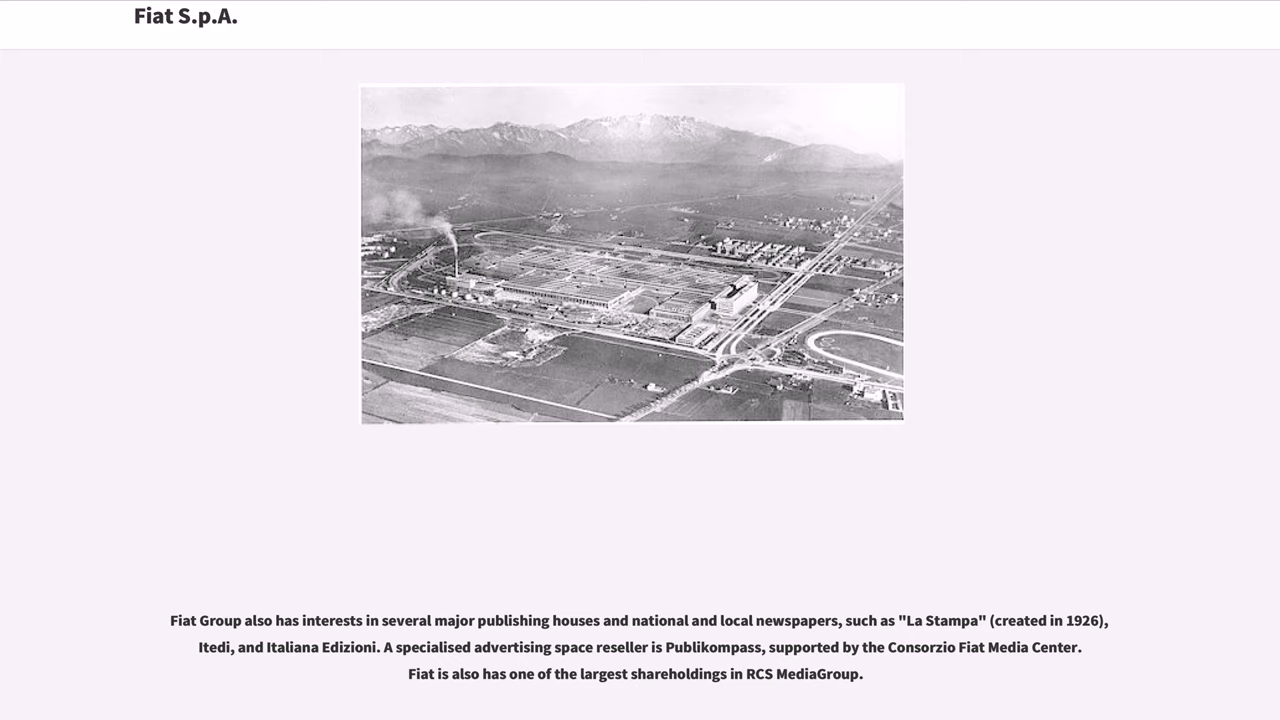 Fiat S.p.A.
Fiat Group also has interests in several major publishing houses and national and local newspapers, such as "La Stampa" (created in 1926),
Itedi, and Italiana Edizioni. A specialised advertising space reseller is Publikompass, supported by the Consorzio Fiat Media Center.
Fiat is also has one of the largest shareholdings in RCS MediaGroup.